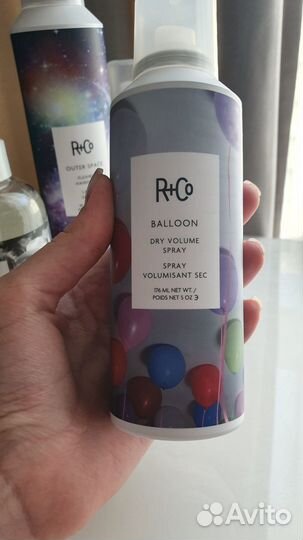 R+Co
OUTER SPACE
R+Co
BALLOON
DRY VOLUME
SPRAY
SPRAY
VOLUMISANT SEC
176 ML NET WT. /
POIDS NET 5 OZ 3
Avito